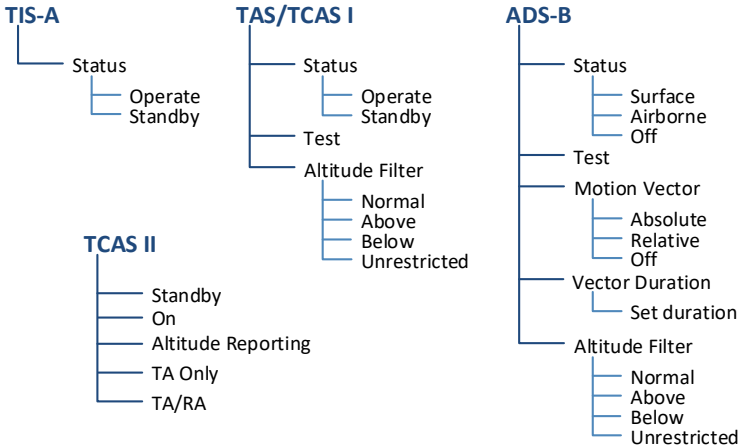 TIS-A
Status
Operate
Standby
TAS/TCAS I
Status
Operate
Standby
Test
Altitude Filter
Normal
Above
Below
Unrestricted
ADS-B
Status
Surface
Airborne
Off
Test
Motion Vector
Absolute
Relative
Off
Vector Duration
Set duration
Altitude Filter
Normal
Above
Below
Unrestricted
TCAS II
Standby
On
Altitude Reporting
TA Only
TA/RA